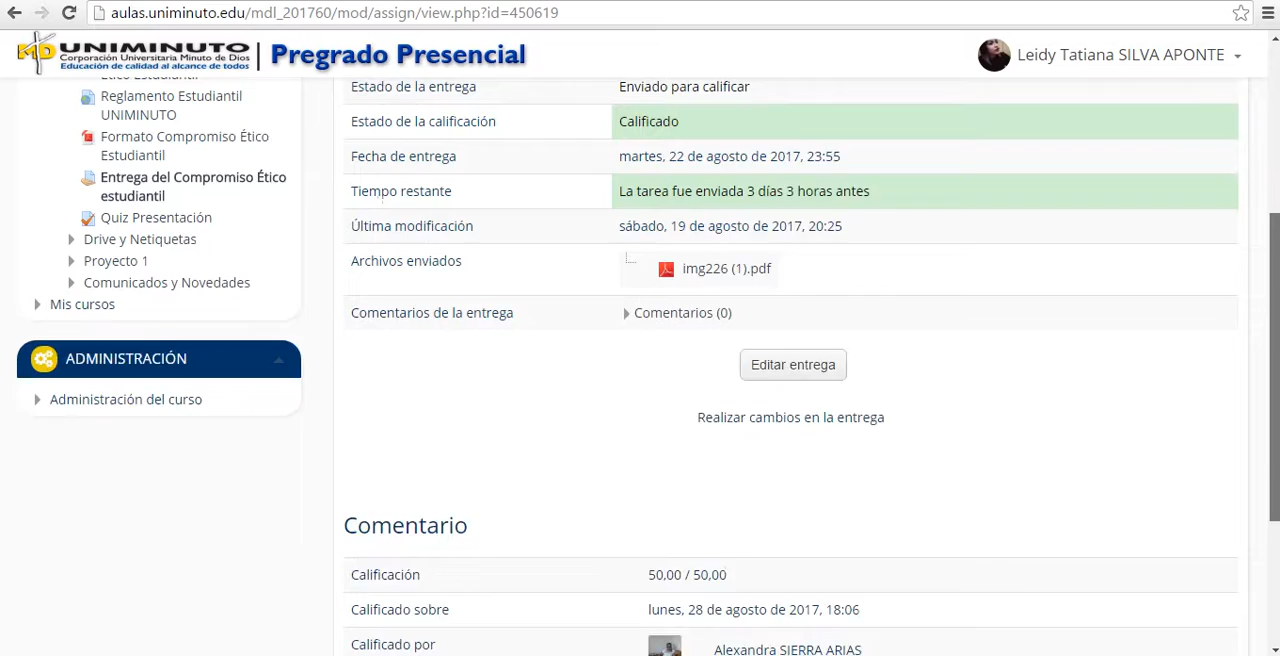 aulas.uniminuto.edu/mdl_201760/mod/assign/view.php?id=450619
UNIMINUTO
Corporación Universitaria Minuto de Dios
Educación de calidad al alcance de todos
Pregrado Presencial
Leidy Tatiana SILVA APONTE
Ético Estudiantil
Reglamento Estudiantil
UNIMINUTO
Formato Compromiso Ético
Estudiantil
Entrega del Compromiso Ético
estudiantil
Quiz Presentación
Drive y Netiquetas
Proyecto 1
Comunicados y Novedades
Mis cursos
ADMINISTRACIÓN
Administración del curso
Estado de la entrega Enviado para calificar
Estado de la calificación Calificado
Fecha de entrega martes, 22 de agosto de 2017, 23:55
Tiempo restante La tarea fue enviada 3 días 3 horas antes
Última modificación sábado, 19 de agosto de 2017, 20:25
Archivos enviados img226 (1).pdf
Comentarios de la entrega Comentarios (0)
Editar entrega
Realizar cambios en la entrega
Comentario
Calificación 50,00 / 50,00
Calificado sobre lunes, 28 de agosto de 2017, 18:06
Calificado por Alexandra SIERRA ARIAS